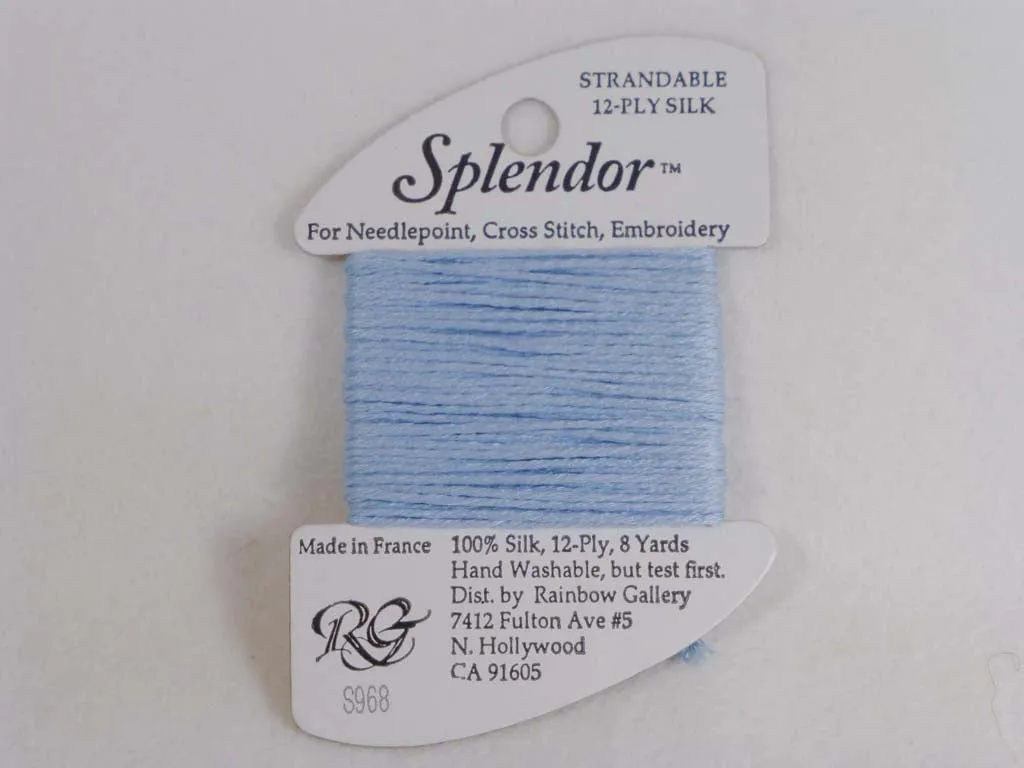 STRANDABLE
12-PLY SILK
Splendor™
For Needlepoint, Cross Stitch, Embroidery
Made in France
100% Silk, 12-Ply, 8 Yards
Hand Washable, but test first.
Dist. by Rainbow Gallery
7412 Fulton Ave #5
N. Hollywood
CA 91605
RG
S968